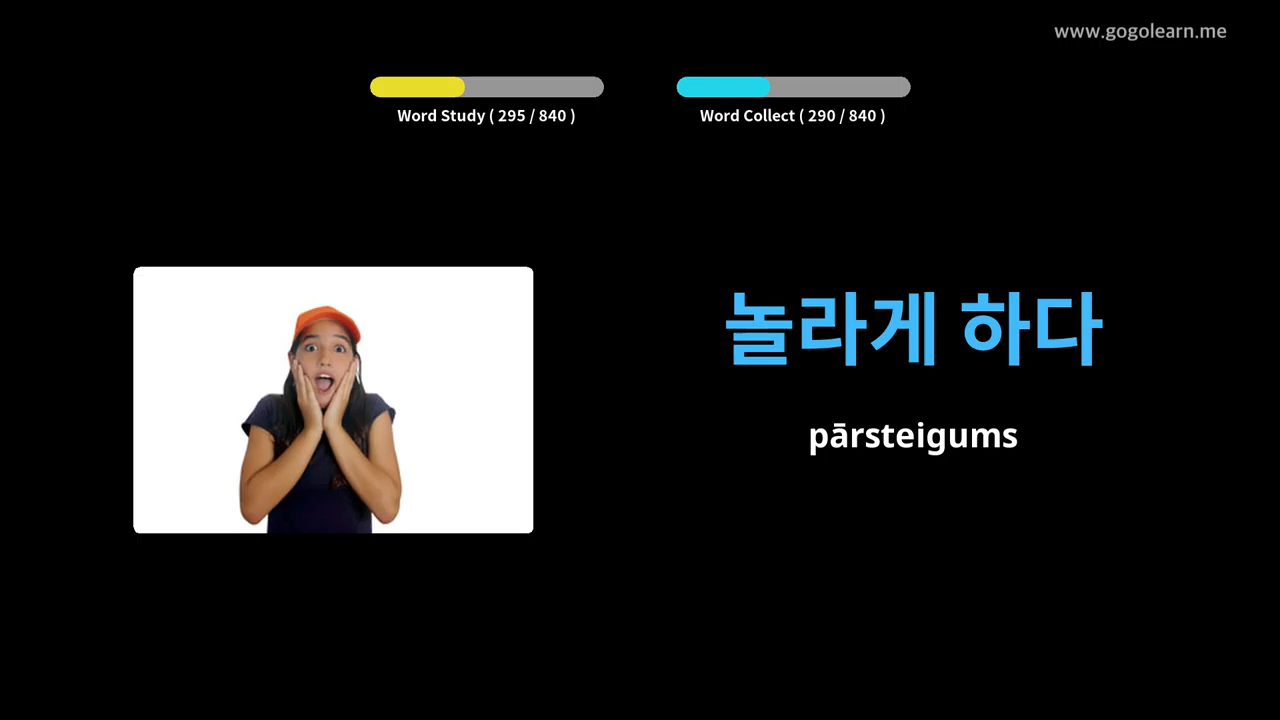 www.gogolearn.me
Word Study ( 295 / 840 )
Word Collect ( 290 / 840 )
놀라게 하다
pārsteigums